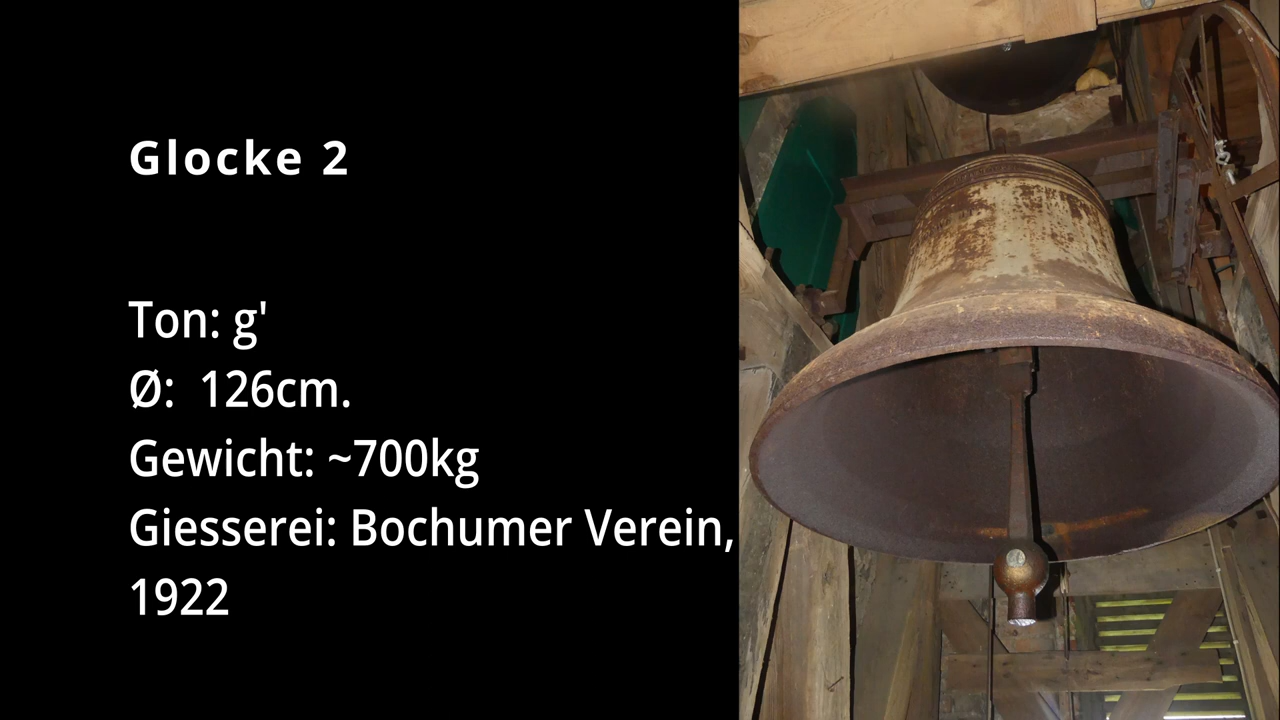 Glocke 2
Ton: g'
Ø: 126cm.
Gewicht: ~700kg
Giesserei: Bochumer Verein,
1922